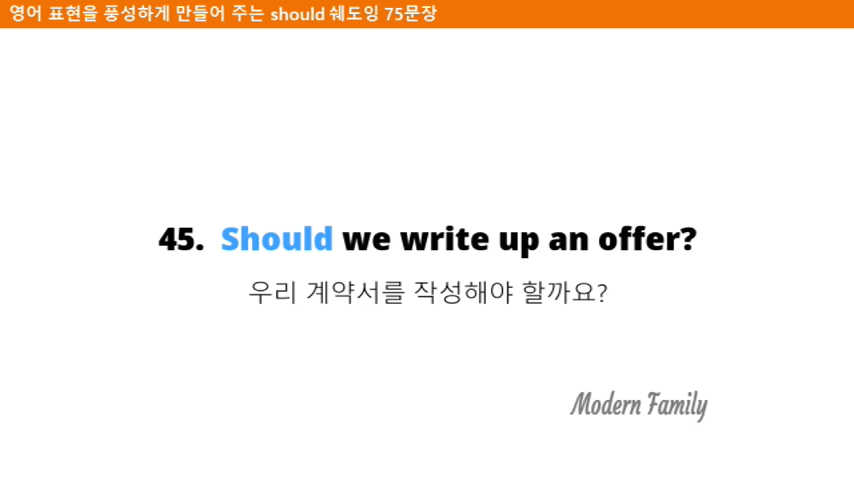 영어 표현을 풍성하게 만들어 주는 should 쉐도잉 75문장
45. Should we write up an offer?
우리 계약서를 작성해야 할까요?
Modern Family